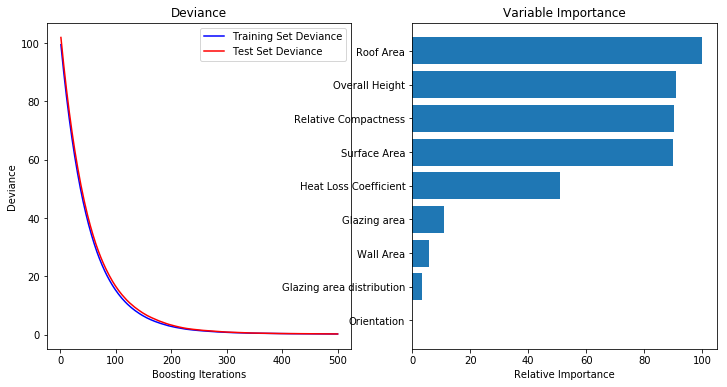 Deviance
Training Set Deviance
Test Set Deviance
100
80
60
40
20
0
Deviance
0 100 200 300 400 500
Boosting Iterations
Variable Importance
Roof Area
Overall Height
Relative Compactness
Surface Area
Heat Loss Coefficient
Glazing area
Wall Area
Glazing area distribution
Orientation
0 20 40 60 80 100
Relative Importance